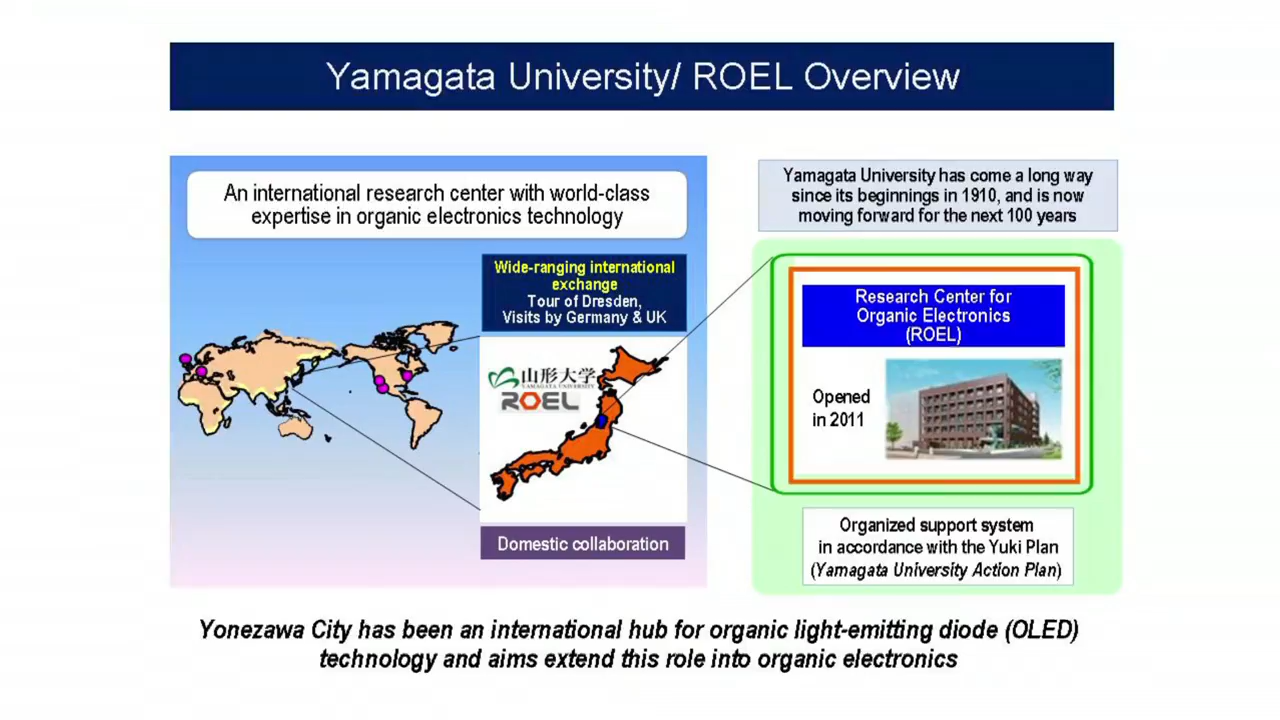 Yamagata University/ ROEL Overview
An international research center with world-class
expertise in organic electronics technology
Wide-ranging international
exchange
Tour of Dresden,
Visits by Germany & UK
山形大学
YAMAGATA UNIVERSITY
ROEL
Domestic collaboration
Yamagata University has come a long way
since its beginnings in 1910, and is now
moving forward for the next 100 years
Research Center for
Organic Electronics
(ROEL)
Opened
in 2011
Organized support system
in accordance with the Yuki Plan
(Yamagata University Action Plan)
Yonezawa City has been an international hub for organic light-emitting diode (OLED)
technology and aims extend this role into organic electronics